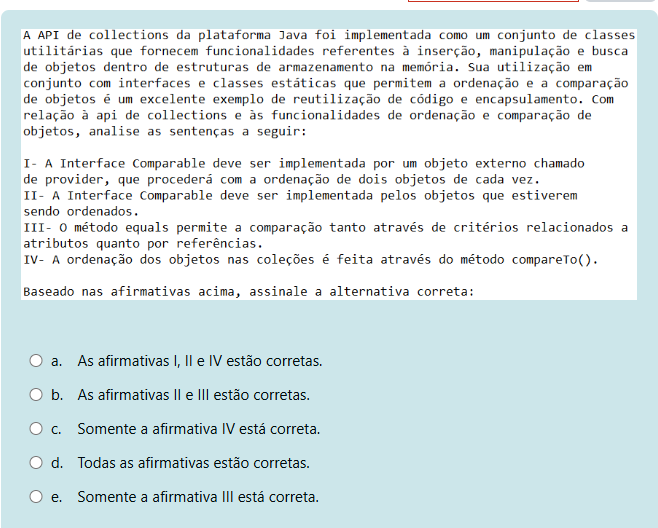 A API de collections da plataforma Java foi implementada como um conjunto de classes
utilitárias que fornecem funcionalidades referentes à inserção, manipulação e busca
de objetos dentro de estruturas de armazenamento na memória. Sua utilização em
conjunto com interfaces e classes estáticas que permitem a ordenação e a comparação
de objetos é um excelente exemplo de reutilização de código e encapsulamento. Com
relação à api de collections e às funcionalidades de ordenação e comparação de
objetos, analise as sentenças a seguir:
I- A Interface Comparable deve ser implementada por um objeto externo chamado
de provider, que procederá com a ordenação de dois objetos de cada vez.
II- A Interface Comparable deve ser implementada pelos objetos que estiverem
sendo ordenados.
III- O método equals permite a comparação tanto através de critérios relacionados a
atributos quanto por referências.
IV- A ordenação dos objetos nas coleções é feita através do método compareTo().
Baseado nas afirmativas acima, assinale a alternativa correta:
a. As afirmativas I, II e IV estão corretas.
b. As afirmativas II e III estão corretas.
c. Somente a afirmativa IV está correta.
d. Todas as afirmativas estão corretas.
e. Somente a afirmativa III está correta.